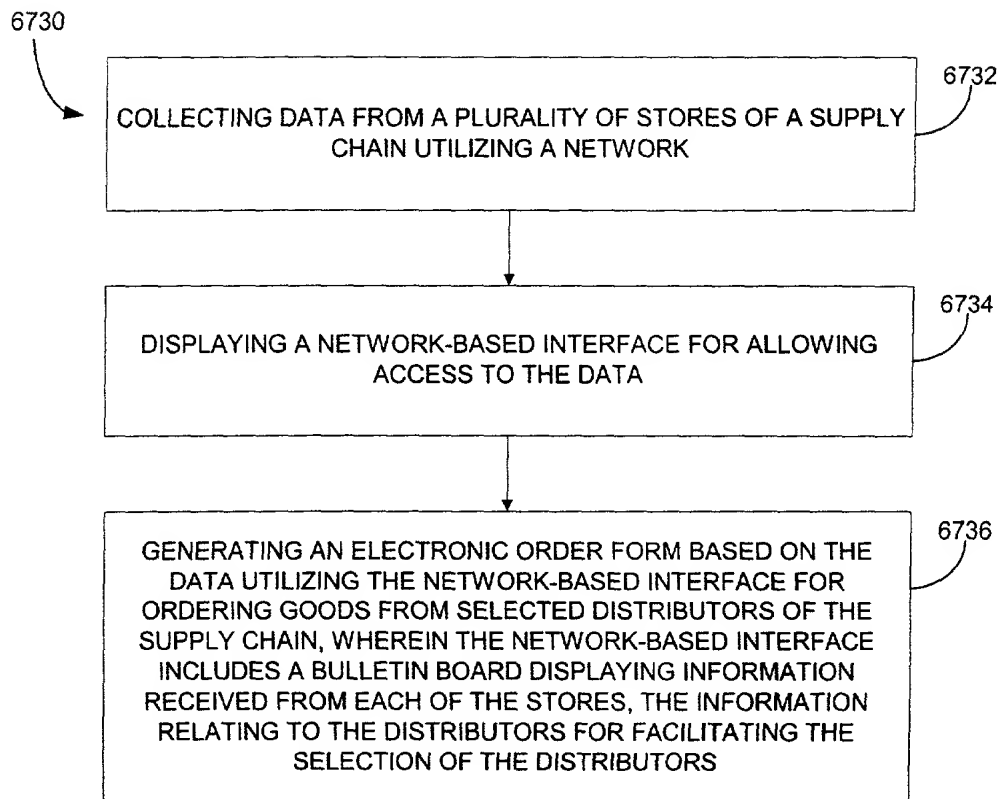 6730
6732
COLLECTING DATA FROM A PLURALITY OF STORES OF A SUPPLY
CHAIN UTILIZING A NETWORK
6734
DISPLAYING A NETWORK-BASED INTERFACE FOR ALLOWING
ACCESS TO THE DATA
6736
GENERATING AN ELECTRONIC ORDER FORM BASED ON THE
DATA UTILIZING THE NETWORK-BASED INTERFACE FOR
ORDERING GOODS FROM SELECTED DISTRIBUTORS OF THE
SUPPLY CHAIN, WHEREIN THE NETWORK-BASED INTERFACE
INCLUDES A BULLETIN BOARD DISPLAYING INFORMATION
RECEIVED FROM EACH OF THE STORES, THE INFORMATION
RELATING TO THE DISTRIBUTORS FOR FACILITATING THE
SELECTION OF THE DISTRIBUTORS